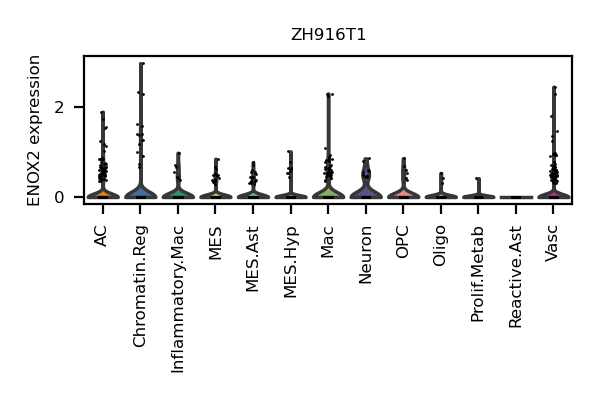 ZH916T1
ENOX2 expression
2
0
AC
Chromatin.Reg
Inflammatory.Mac
MES
MES.Ast
MES.Hyp
Mac
Neuron
OPC
Oligo
Prolif.Metab
Reactive.Ast
Vasc